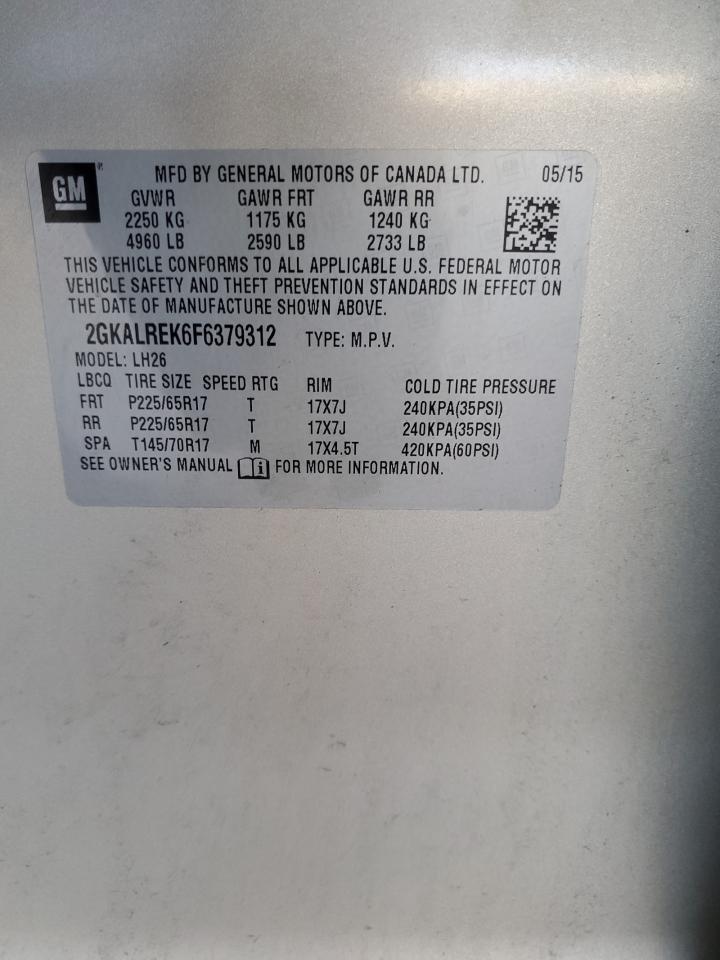 GM
MFD BY GENERAL MOTORS OF CANADA LTD. 05/15
GVWR GAWR FRT GAWR RR
2250 KG 1175 KG 1240 KG
4960 LB 2590 LB 2733 LB
THIS VEHICLE CONFORMS TO ALL APPLICABLE U.S. FEDERAL MOTOR
VEHICLE SAFETY AND THEFT PREVENTION STANDARDS IN EFFECT ON
THE DATE OF MANUFACTURE SHOWN ABOVE.
2GKALREK6F6379312 TYPE: M.P.V.
MODEL: LH26
LBCQ TIRE SIZE SPEED RTG RIM COLD TIRE PRESSURE
FRT P225/65R17 T 17X7J 240KPA(35PSI)
RR P225/65R17 T 17X7J 240KPA(35PSI)
SPA T145/70R17 M 17X4.5T 420KPA(60PSI)
SEE OWNER'S MANUAL i FOR MORE INFORMATION.